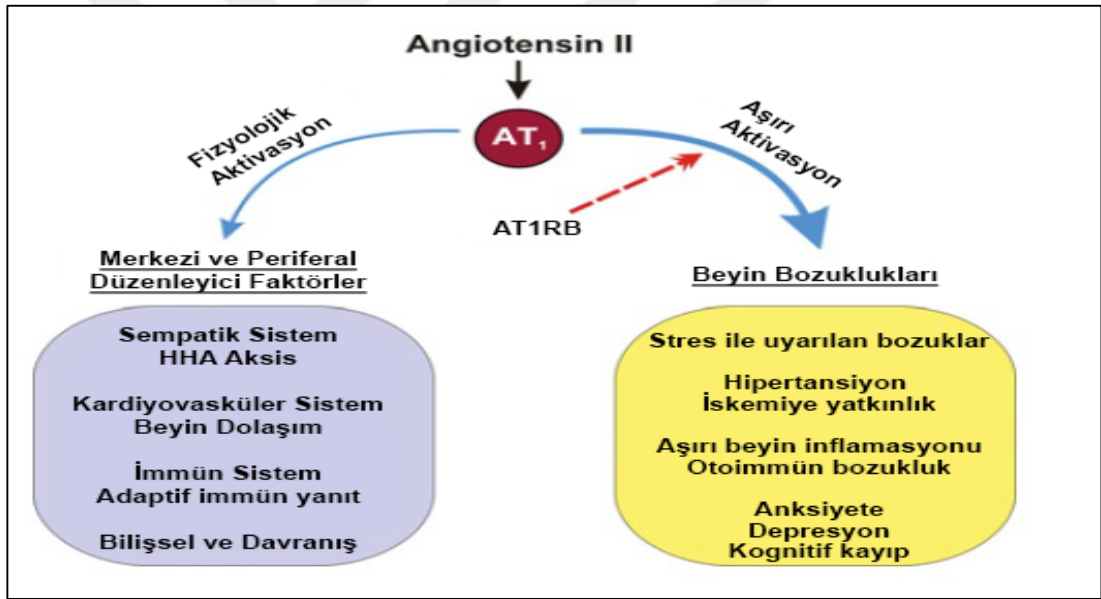 Angiotensin II
AT₁
Fizyolojik
Aktivasyon
Aşırı
Aktivasyon
AT1RB
Merkezi ve Periferal
Düzenleyici Faktörler
Sempatik Sistem
HHA Aksis
Kardiyovasküler Sistem
Beyin Dolaşım
İmmün Sistem
Adaptif immün yanıt
Bilişsel ve Davranış
Beyin Bozuklukları
Stres ile uyarılan bozuklar
Hipertansiyon
İskemiye yatkınlık
Aşırı beyin inflamasyonu
Otoimmün bozukluk
Anksiyete
Depresyon
Kognitif kayıp